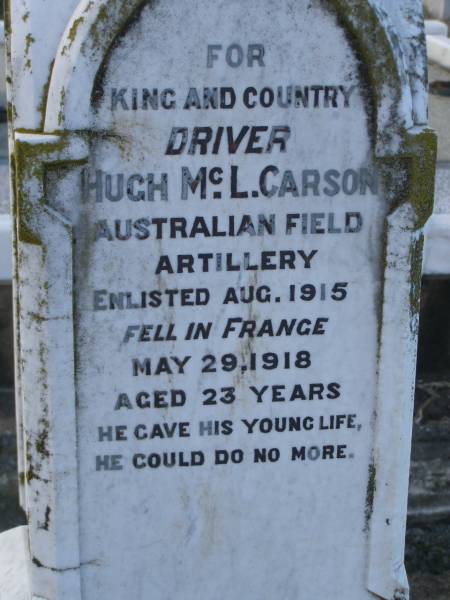 FOR
KING AND COUNTRY
DRIVER
HUGH McL. CARSON
AUSTRALIAN FIELD
ARTILLERY
ENLISTED AUG. 1915
FELL IN FRANCE
MAY 29, 1918
AGED 23 YEARS
HE GAVE HIS YOUNG LIFE,
HE COULD DO NO MORE.